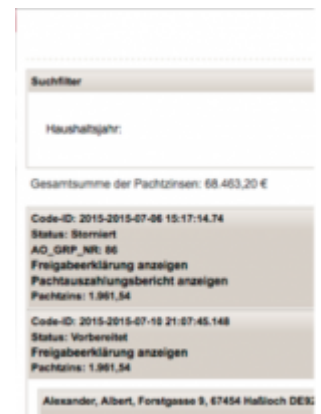 Suchfilter
Haushaltsjahr:
Gesamtsumme der Pachtzinsen: 68.463,20 €
Code-ID: 2015-2015-07-06 15:17:14.74
Status: Storniert
AO_GRP_NR: 86
Freigabeerklärung anzeigen
Pachtauszahlungsbericht anzeigen
Pachtzins: 1.961,54
Code-ID: 2015-2015-07-10 21:07:45.148
Status: Vorbereitet
Freigabeerklärung anzeigen
Pachtzins: 1.961,54
Alexander, Albert, Forstgasse 9, 67454 Haßloch DE92